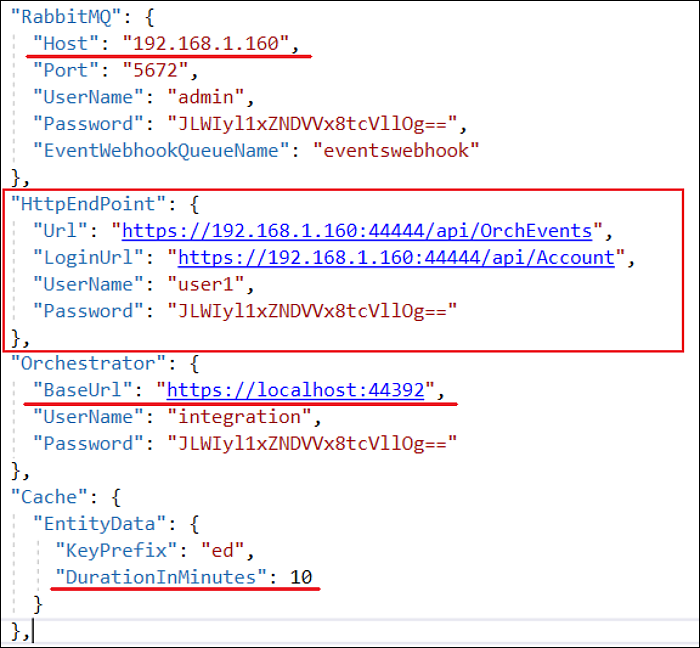 "RabbitMQ": {
"Host": "192.168.1.160",
"Port": "5672",
"UserName": "admin",
"Password": "JLWIyl1xZNDVVx8tcVllOg==",
"EventWebhookQueueName": "eventswebhook"
},
"HttpEndPoint": {
"Url": "https://192.168.1.160:44444/api/OrchEvents",
"LoginUrl": "https://192.168.1.160:44444/api/Account",
"UserName": "user1",
"Password": "JLWIyl1xZNDVVx8tcVllOg=="
},
"Orchestrator": {
"BaseUrl": "https://localhost:44392",
"UserName": "integration",
"Password": "JLWIyl1xZNDVVx8tcVllOg=="
},
"Cache": {
"EntityData": {
"KeyPrefix": "ed",
"DurationInMinutes": 10
}
},